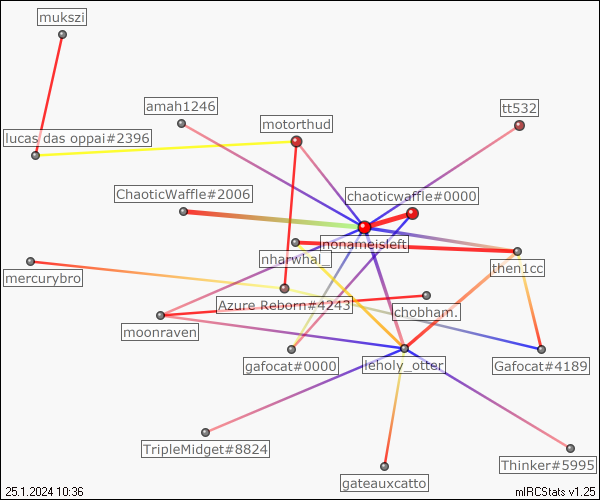 mukszi
amah1246
tt532
motorthud
lucas das oppai#2396
ChaoticWaffle#2006
chaoticwaffle#0000
nonameisleft
nharwhal_
then1cc
mercurybro
Azure Reborn#4243
chobham.
moonraven
gafocat#0000
leholy_otter
Gafocat#4189
TripleMidget#8824
Thinker#5995
gateauxcatto
25.1.2024 10:36
mIRCStats v1.25